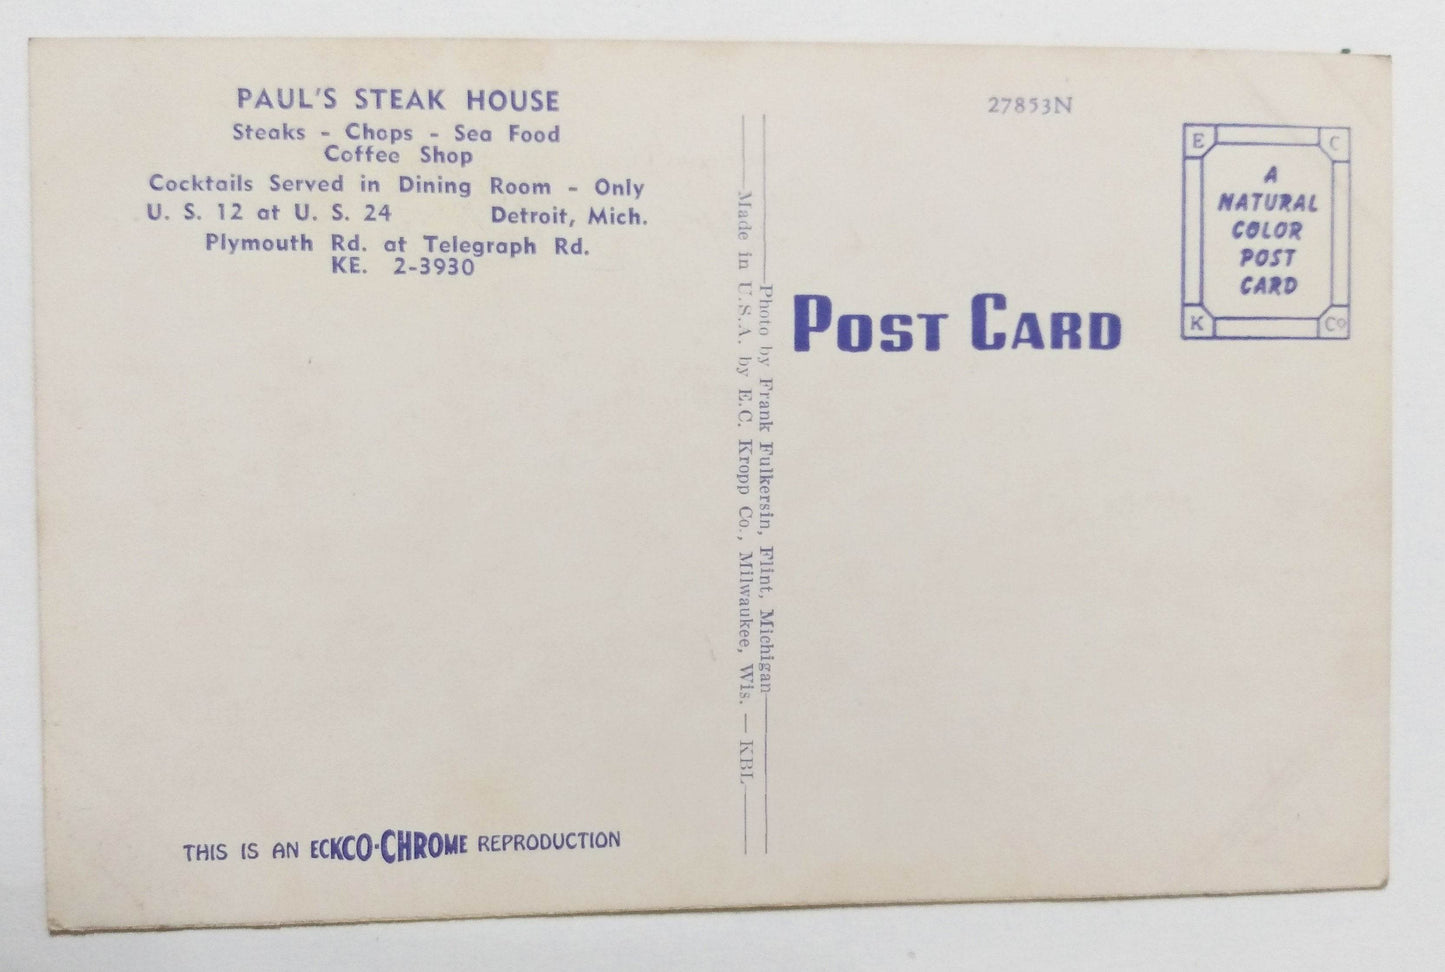 PAUL'S STEAK HOUSE
Steaks - Chops - Sea Food
Coffee Shop
Cocktails Served in Dining Room - Only
U. S. 12 at U. S. 24 Detroit, Mich.
Plymouth Rd. at Telegraph Rd.
KE. 2-3930
THIS IS AN ECKCO-CHROME REPRODUCTION
Photo by Frank Fulkersin, Flint, Michigan
Made in U.S.A. by E.C. Kropp Co., Milwaukee, Wis. — KBL
27853N
POST CARD
E C
A
NATURAL
COLOR
POST
CARD
K Co